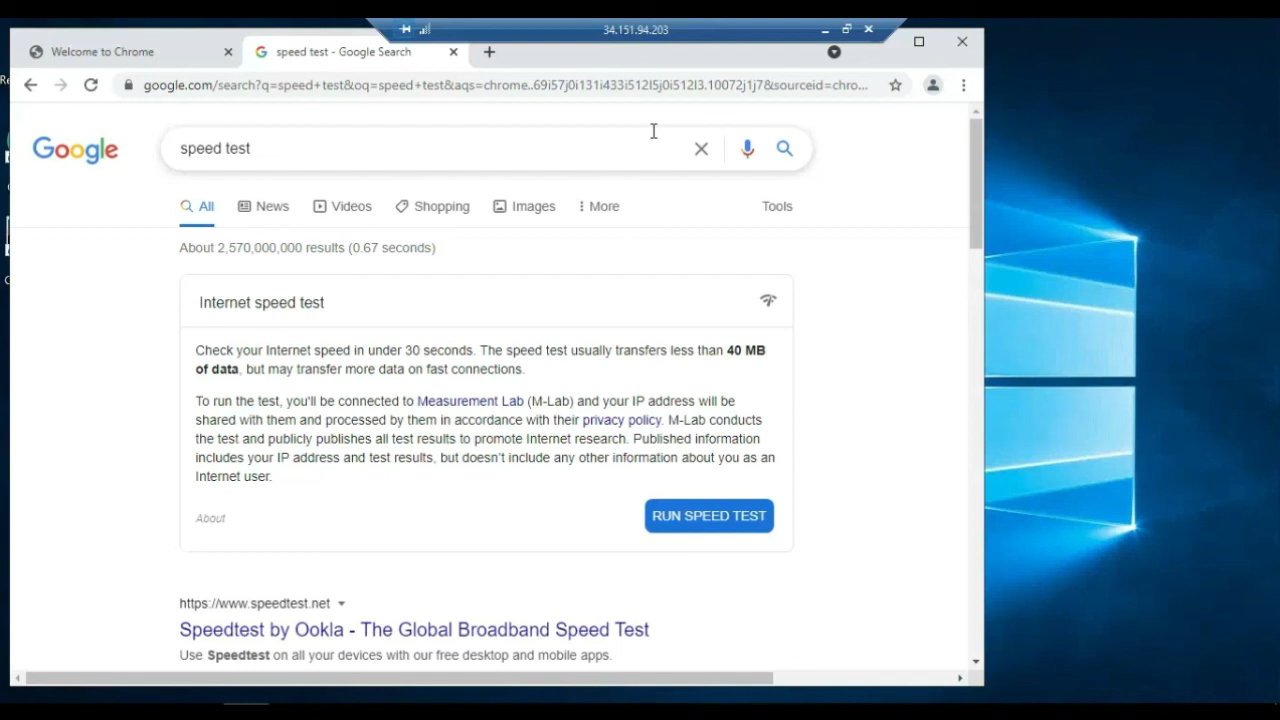 34.151.94.203
Welcome to Chrome
speed test - Google Search
google.com/search?q=speed+test&oq=speed+test&aqs=chrome..69i57j0i131i433i512l5j0i512l3.10072j1j7&sourceid=chro...
Google
speed test
All
News
Videos
Shopping
Images
More
Tools
About 2,570,000,000 results (0.67 seconds)
Internet speed test
Check your Internet speed in under 30 seconds. The speed test usually transfers less than 40 MB
of data, but may transfer more data on fast connections.
To run the test, you'll be connected to Measurement Lab (M-Lab) and your IP address will be
shared with them and processed by them in accordance with their privacy policy. M-Lab conducts
the test and publicly publishes all test results to promote Internet research. Published information
includes your IP address and test results, but doesn't include any other information about you as an
Internet user.
About
RUN SPEED TEST
https://www.speedtest.net
Speedtest by Ookla - The Global Broadband Speed Test
Use Speedtest on all your devices with our free desktop and mobile apps.